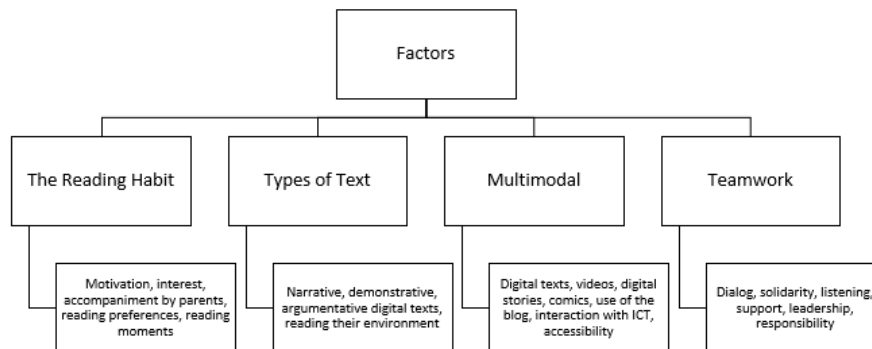 Factors
The Reading Habit
Types of Text
Multimodal
Teamwork
Motivation, interest,
accompaniment by parents,
reading preferences, reading
moments
Narrative, demonstrative,
argumentative digital texts,
reading their environment
Digital texts, videos, digital
stories, comics, use of the
blog, interaction with ICT,
accessibility
Dialog, solidarity, listening,
support, leadership,
responsibility